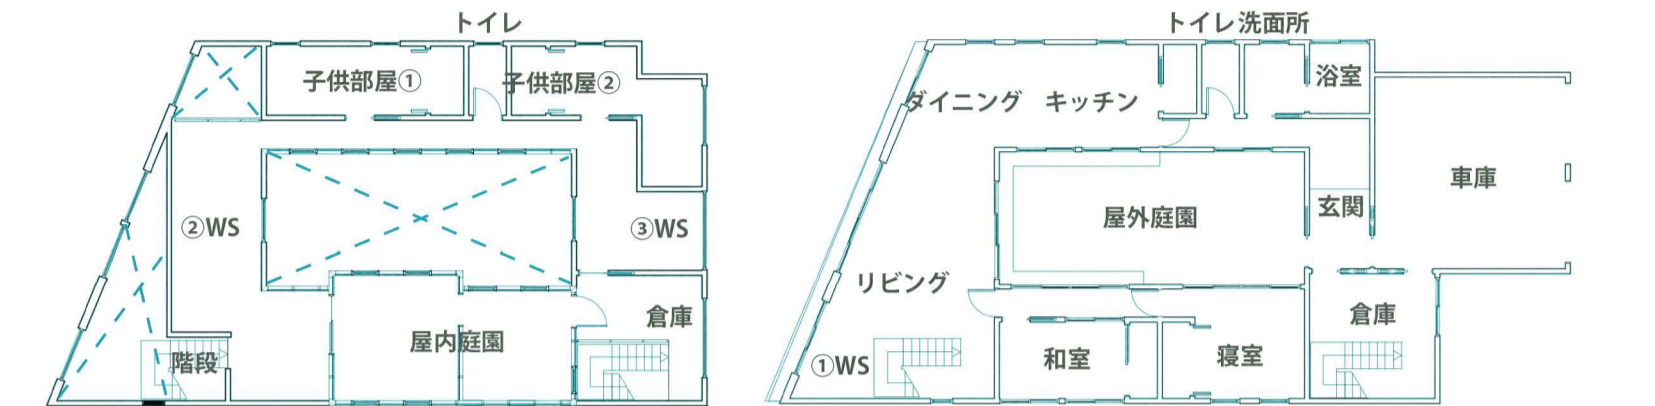 トイレ
子供部屋①
子供部屋②
②WS
③WS
倉庫
屋内庭園
階段
トイレ 洗面所
浴室
ダイニング キッチン
車庫
玄関
屋外庭園
リビング
倉庫
和室
寝室
①WS